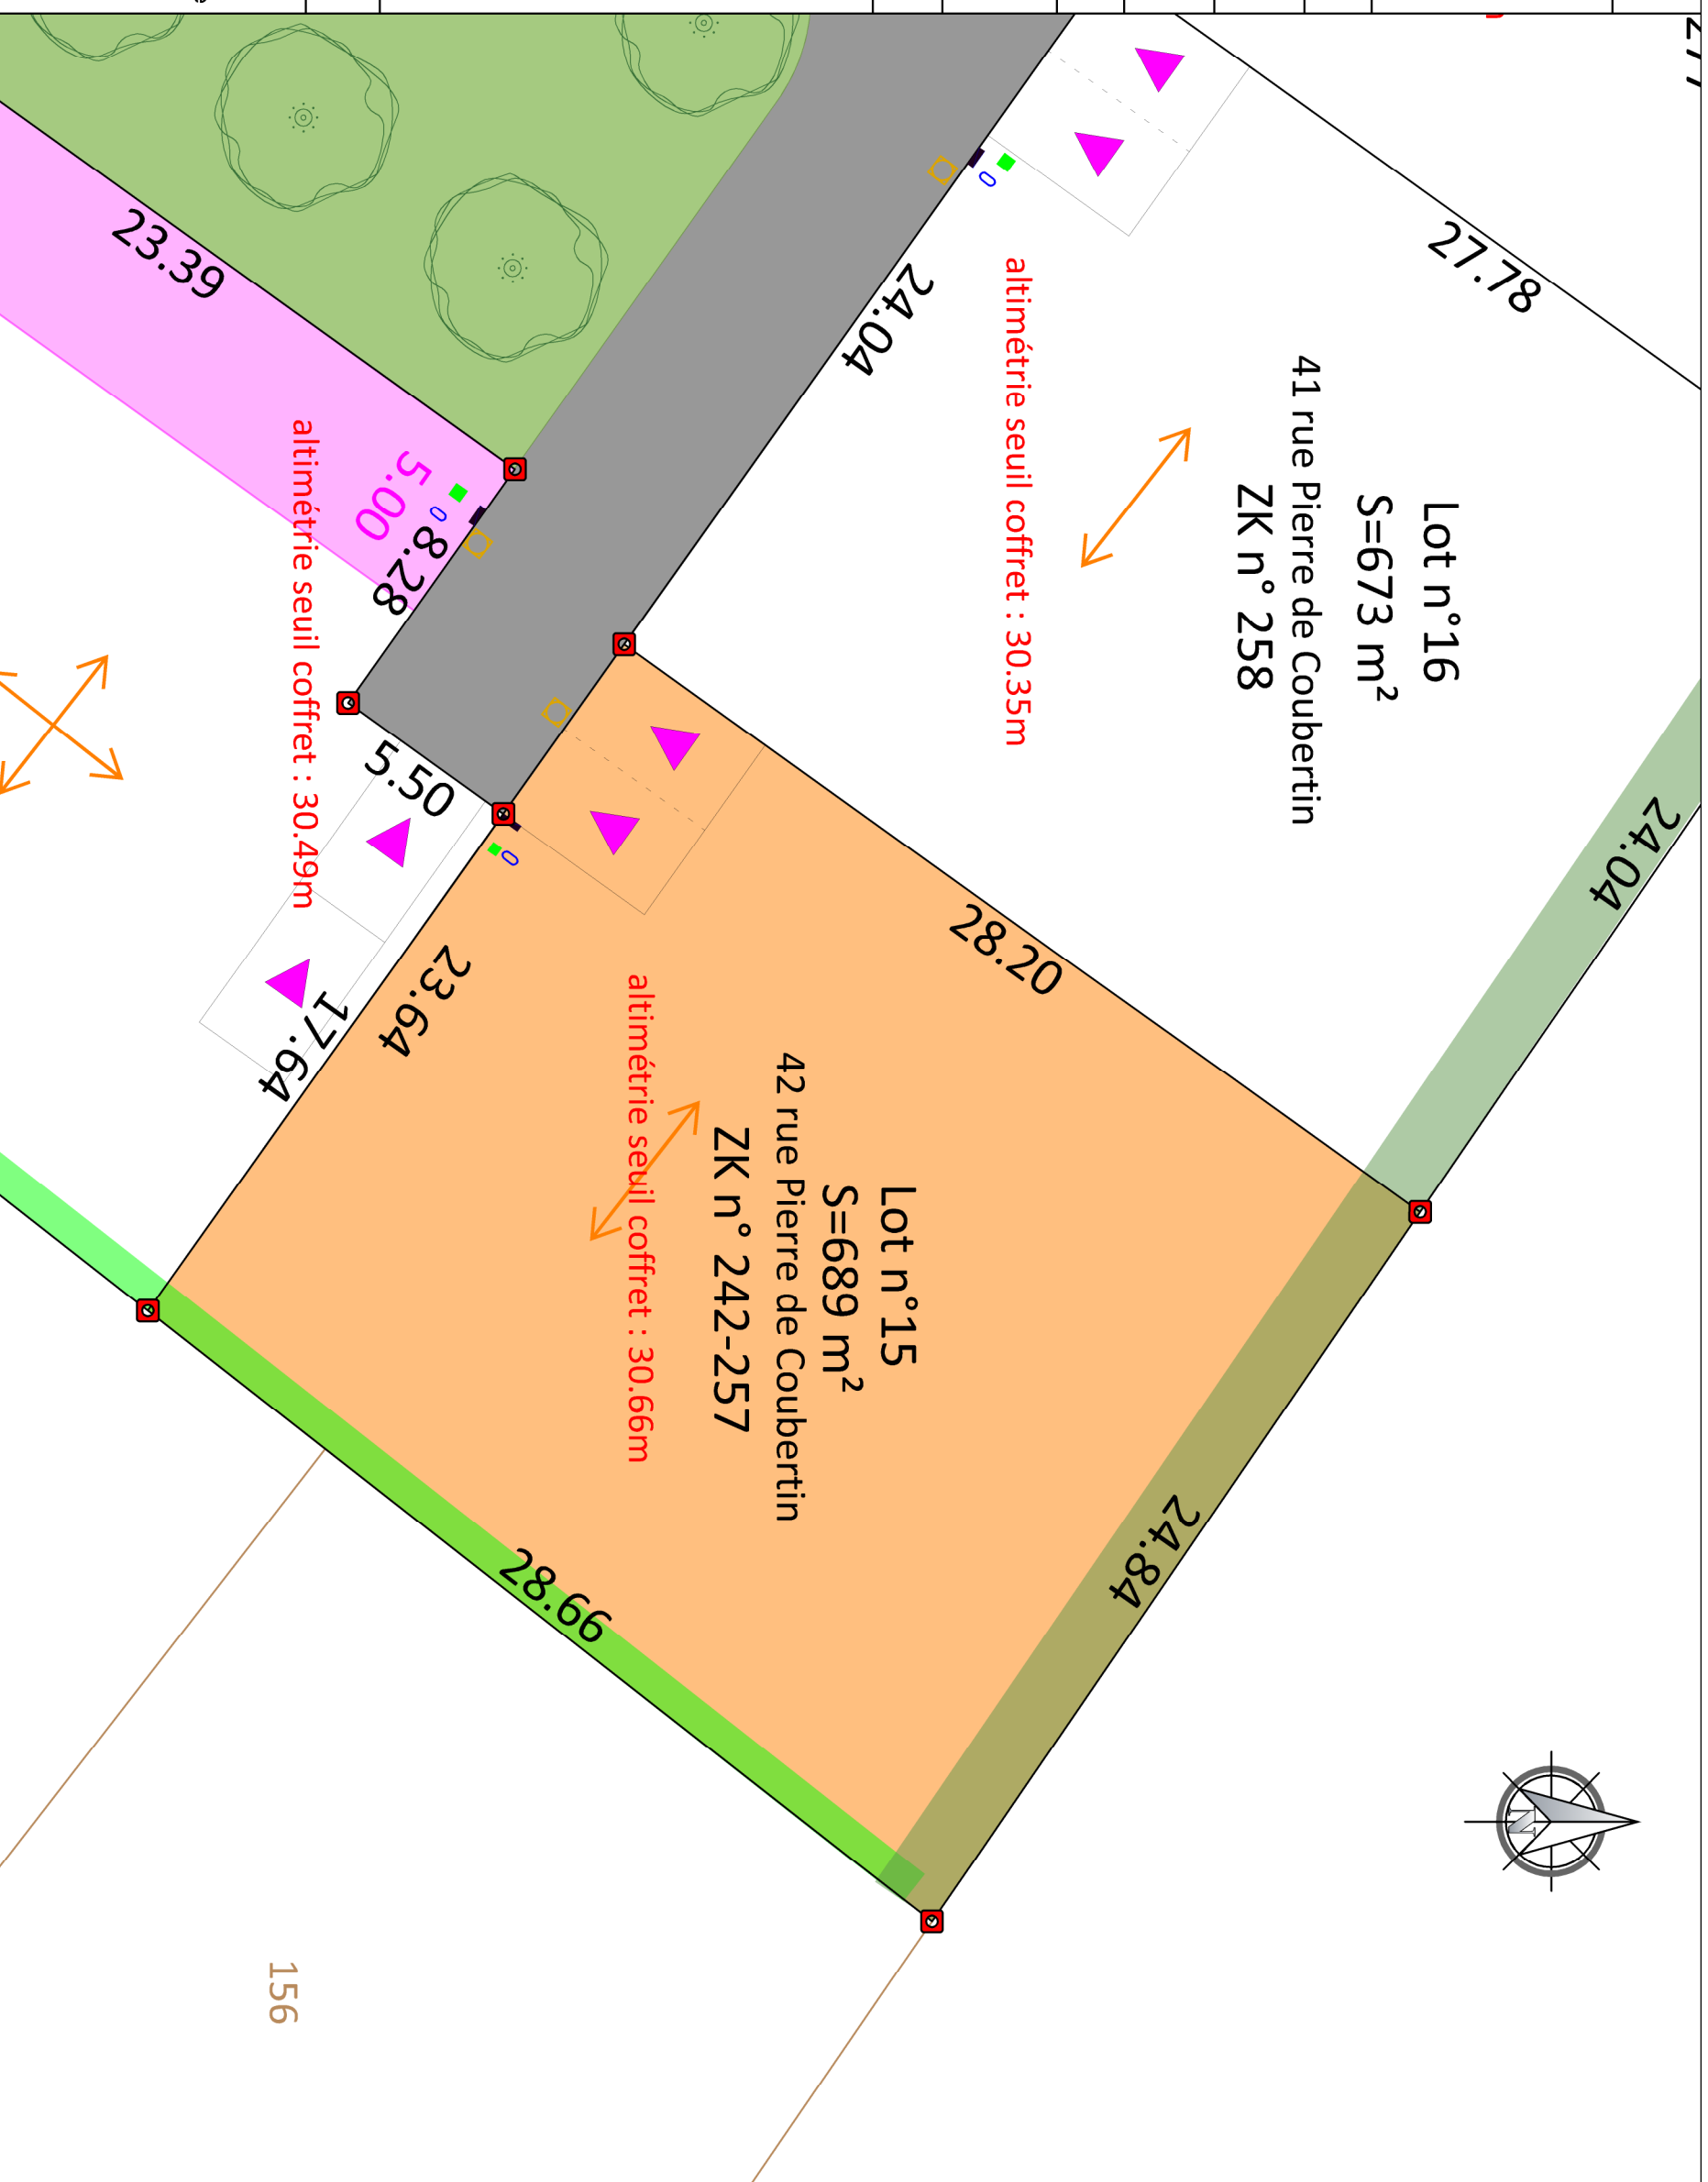 277
27.78
Lot n°16
S=673 m²
41 rue Pierre de Coubertin
ZK n° 258
altimétrie seuil coffret : 30.35m
24.04
24.04
23.39
5.00
8.28
altimétrie seuil coffret : 30.49m
5.50
17.64
23.64
28.20
Lot n°15
S=689 m²
42 rue Pierre de Coubertin
ZK n° 242-257
altimétrie seuil coffret : 30.66m
24.84
28.66
N
156